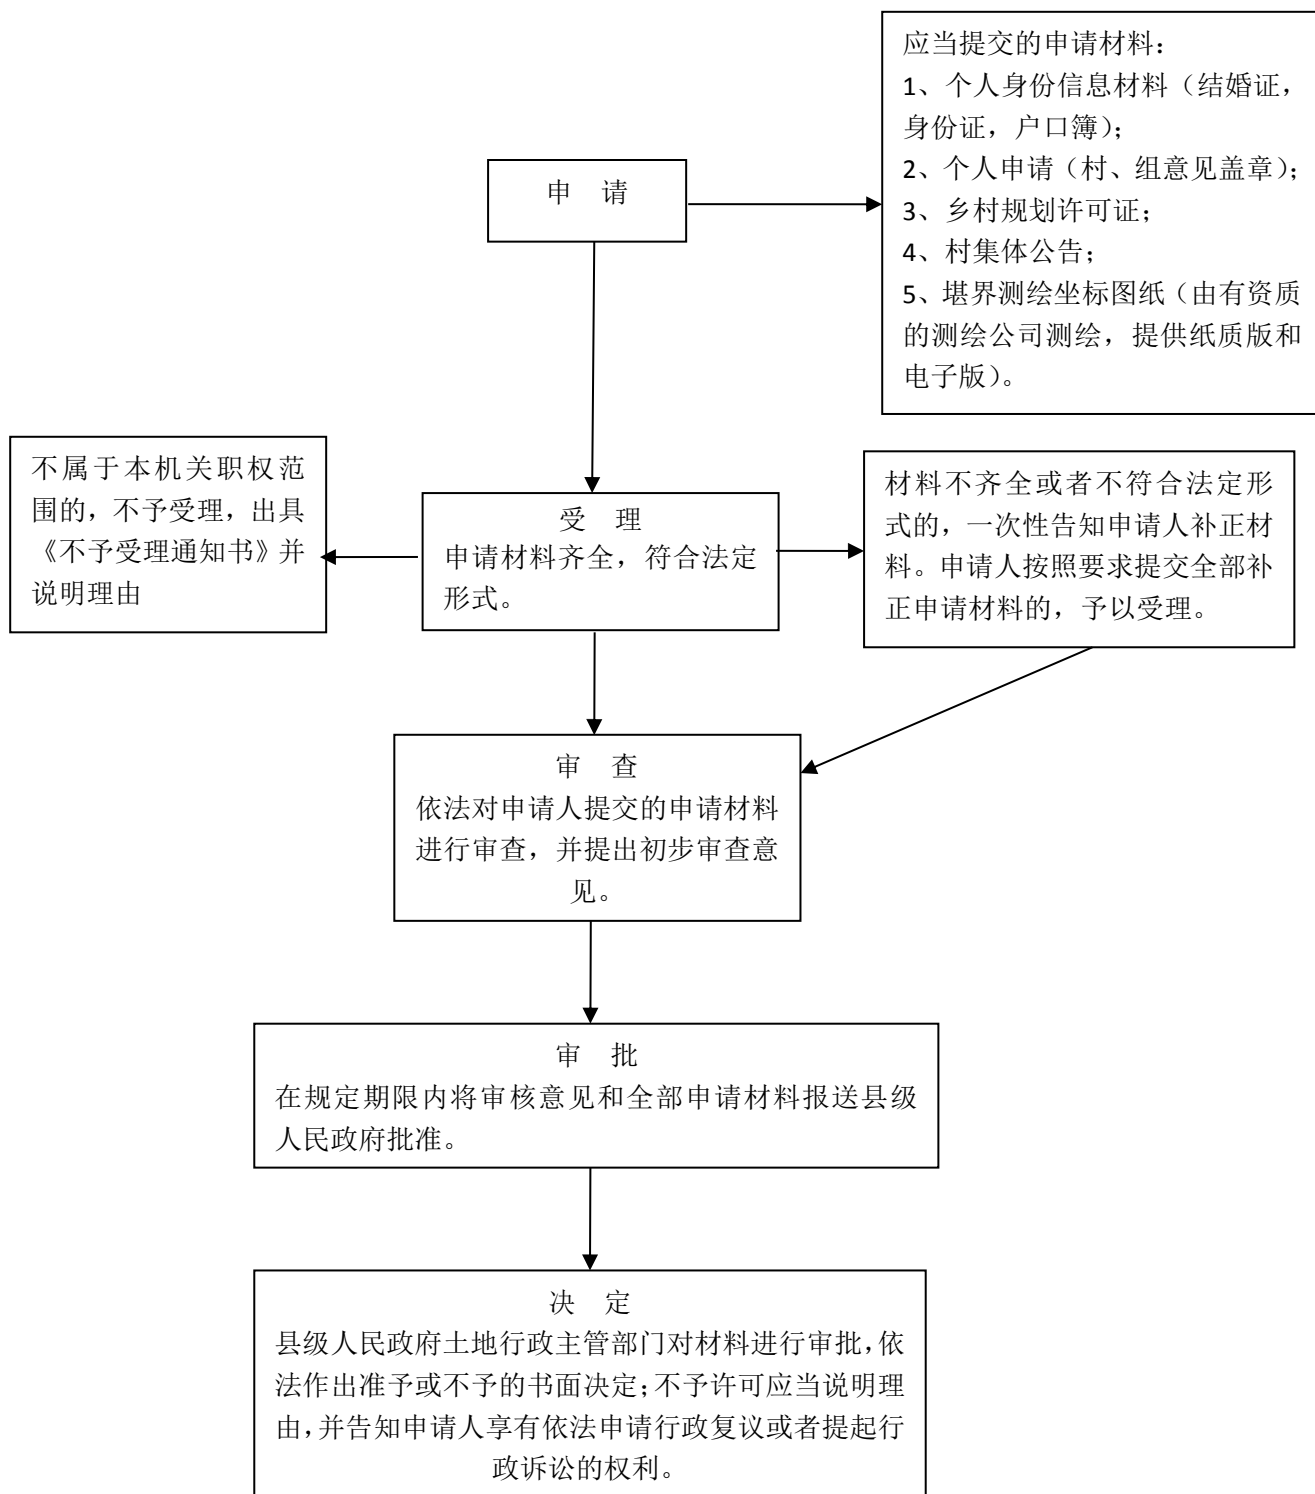 应当提交的申请材料：
1、个人身份信息材料（结婚证，
身份证，户口簿）；
2、个人申请（村、组意见盖章）；
3、乡村规划许可证；
4、村集体公告；
5、堪界测绘坐标图纸（由有资质
的测绘公司测绘，提供纸质版和
电子版）。
申 请
不属于本机关职权范
围的，不予受理，出具
《不予受理通知书》并
说明理由
受 理
申请材料齐全，符合法定
形式。
材料不齐全或者不符合法定形
式的，一次性告知申请人补正材
料。申请人按照要求提交全部补
正申请材料的，予以受理。
审 查
依法对申请人提交的申请材料
进行审查，并提出初步审查意
见。
审 批
在规定期限内将审核意见和全部申请材料报送县级
人民政府批准。
决 定
县级人民政府土地行政主管部门对材料进行审批，依
法作出准予或不予的书面决定；不予许可应当说明理
由，并告知申请人享有依法申请行政复议或者提起行
政诉讼的权利。